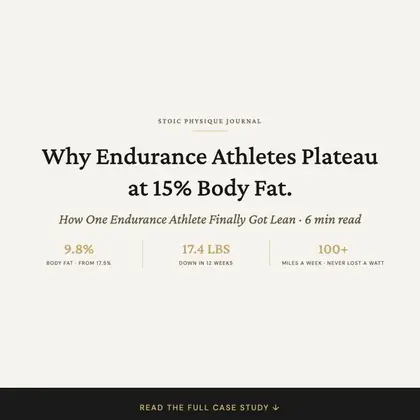 STOIC PHYSIQUE JOURNAL
Why Endurance Athletes Plateau
at 15% Body Fat.
How One Endurance Athlete Finally Got Lean · 6 min read
9.8%
BODY FAT · FROM 17.5%
17.4 LBS
DOWN IN 12 WEEKS
100+
MILES A WEEK · NEVER LOST A WATT
READ THE FULL CASE STUDY ↓